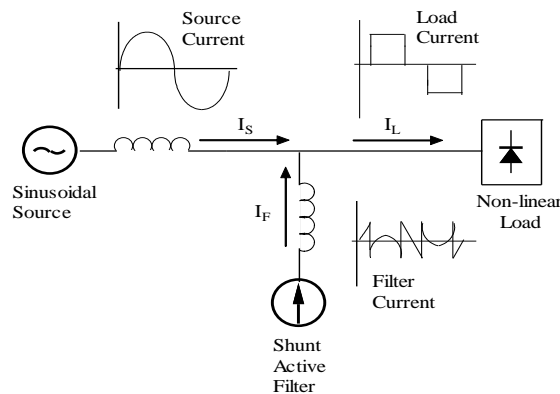 Source
Current
Load
Current
I_S
I_L
Sinusoidal
Source
Non-linear
Load
I_F
Filter
Current
Shunt
Active
Filter